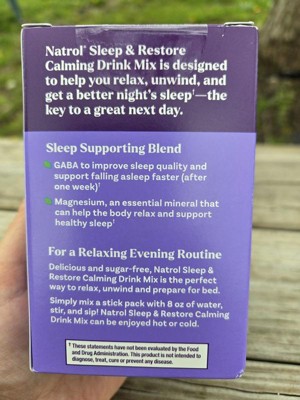 Natrol® Sleep & Restore
Calming Drink Mix is designed
to help you relax, unwind, and
get a better night's sleep†—the
key to a great next day.
Sleep Supporting Blend
GABA to improve sleep quality and
support falling asleep faster (after
one week)†
Magnesium, an essential mineral that
can help the body relax and support
healthy sleep†
For a Relaxing Evening Routine
Delicious and sugar-free, Natrol Sleep &
Restore Calming Drink Mix is the perfect
way to relax, unwind and prepare for bed.
Simply mix a stick pack with 8 oz of water,
stir, and sip! Natrol Sleep & Restore Calming
Drink Mix can be enjoyed hot or cold.
† These statements have not been evaluated by the Food
and Drug Administration. This product is not intended to
diagnose, treat, cure or prevent any disease.